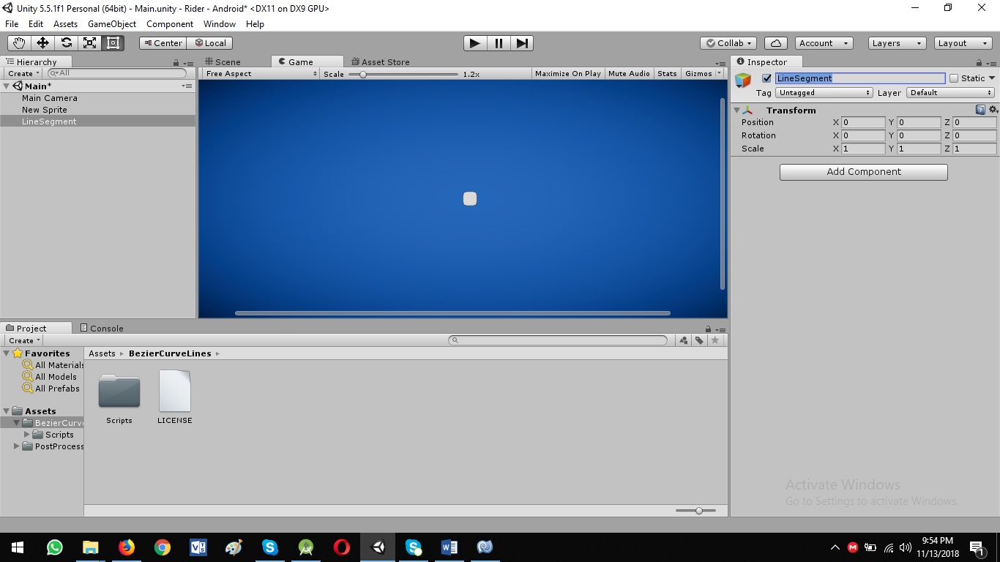 Unity 5.5.1f1 Personal (64bit) - Main.unity - Rider - Android* <DX11 on DX9 GPU>
File Edit Assets GameObject Component Window Help
Center Local Collab Account Layers Layout
Hierarchy
Create All
Main*
Main Camera
New Sprite
LineSegment
Scene Game Asset Store
Free Aspect Scale 1.2x Maximize On Play Mute Audio Stats Gizmos
Inspector
LineSegment Static
Tag Untagged Layer Default
Transform
Position X 0 Y 0 Z 0
Rotation X 0 Y 0 Z 0
Scale X 1 Y 1 Z 1
Add Component
Project Console
Create
Favorites
All Materials
All Models
All Prefabs
Assets
BezierCurv
Scripts
PostProcess
Assets BezierCurveLines
Scripts LICENSE
Activate Windows
Go to Settings to activate Windows.
9:54 PM
11/13/2018
1